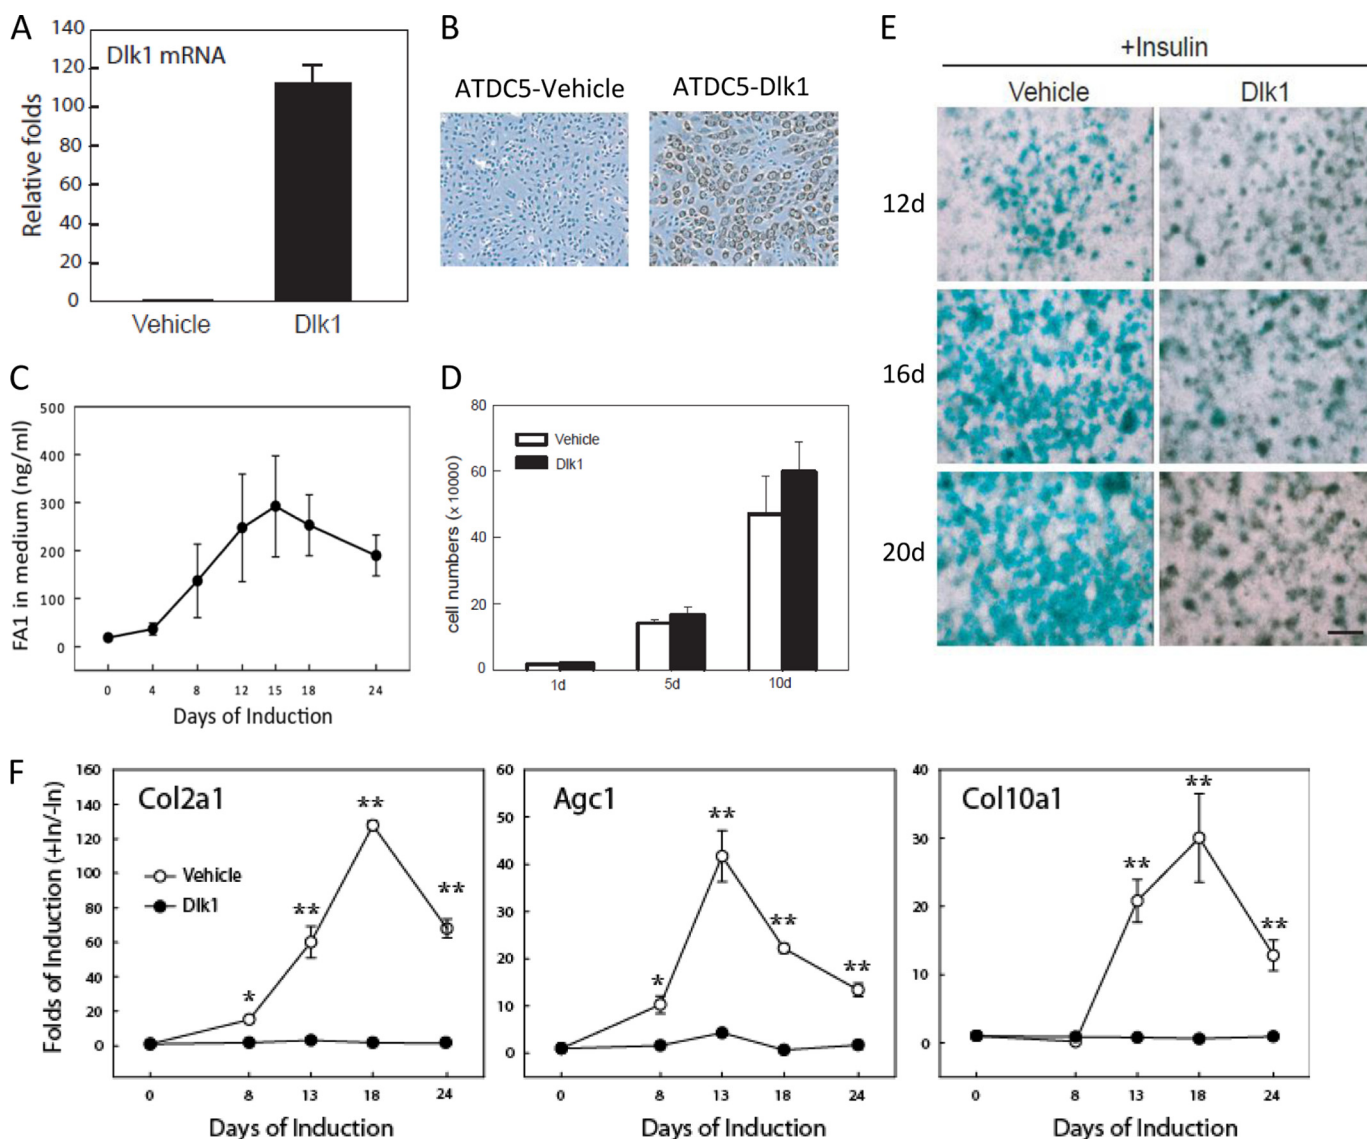 A
140
120
100
80
60
40
20
0
Relative folds
Dlk1 mRNA
Vehicle
Dlk1
B
ATDC5-Vehicle
ATDC5-Dlk1
C
500
400
300
200
100
0
FA1 in medium (ng/ml)
0 4 8 12 15 18 24
Days of Induction
D
80
60
40
20
0
cell numbers (x 10000)
Vehicle
Dlk1
1d 5d 10d
E
+Insulin
Vehicle Dlk1
12d
16d
20d
F
Folds of Induction (+In/-In)
160
140
120
100
80
60
40
20
0
Col2a1
Vehicle
Dlk1
*
**
**
**
0 8 13 18 24
Days of Induction
60
50
40
30
20
10
0
Agc1
*
**
**
**
0 8 13 18 24
Days of Induction
40
30
20
10
0
Col10a1
**
**
**
0 8 13 18 24
Days of Induction